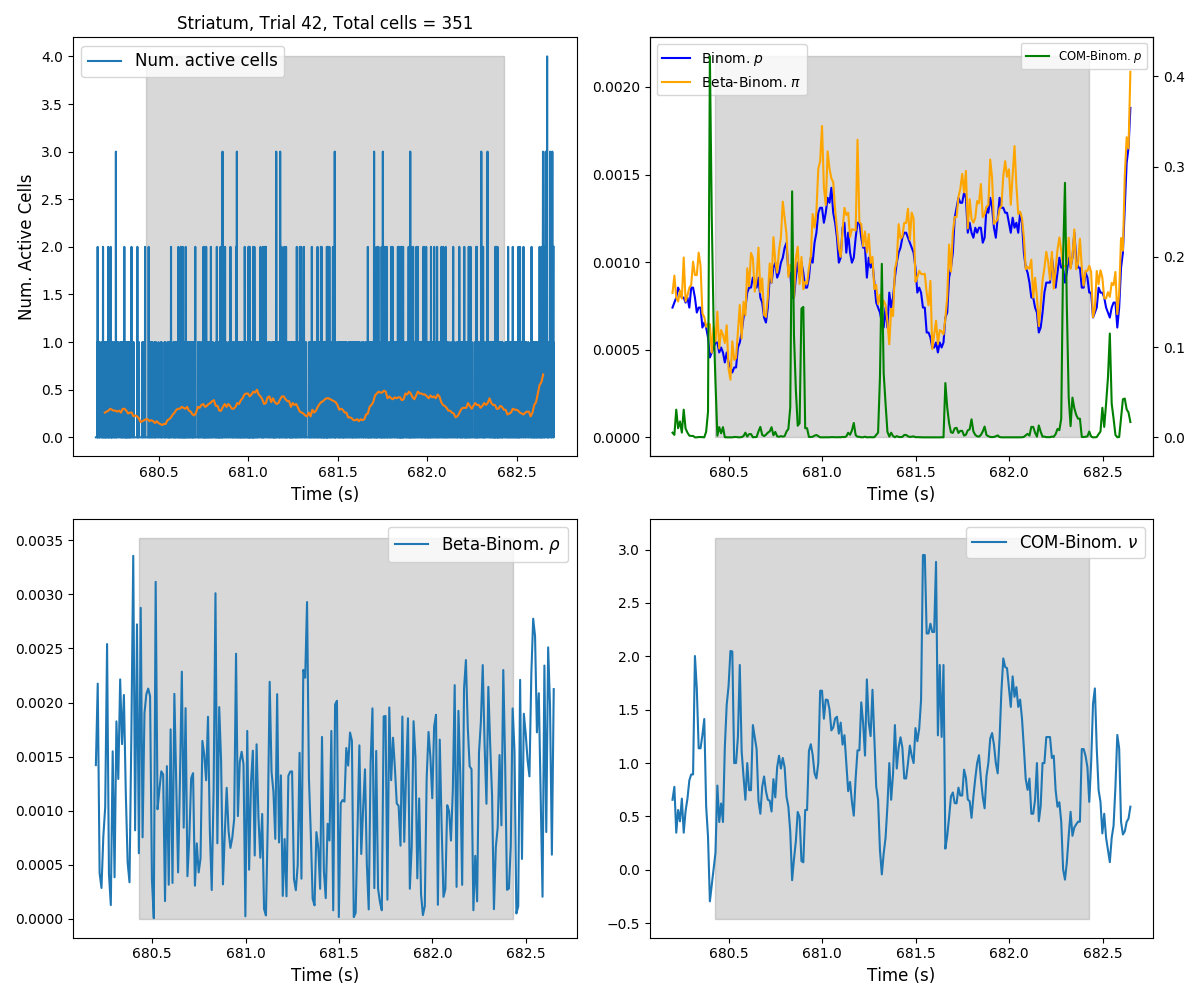 Striatum, Trial 42, Total cells = 351
Num. active cells
Num. Active Cells
4.0
3.5
3.0
2.5
2.0
1.5
1.0
0.5
0.0
680.5 681.0 681.5 682.0 682.5
Time (s)
Binom. p
Beta-Binom. π
COM-Binom. p
0.0020
0.0015
0.0010
0.0005
0.0000
0.4
0.3
0.2
0.1
0.0
680.5 681.0 681.5 682.0 682.5
Time (s)
Beta-Binom. ρ
0.0035
0.0030
0.0025
0.0020
0.0015
0.0010
0.0005
0.0000
680.5 681.0 681.5 682.0 682.5
Time (s)
COM-Binom. ν
3.0
2.5
2.0
1.5
1.0
0.5
0.0
−0.5
680.5 681.0 681.5 682.0 682.5
Time (s)